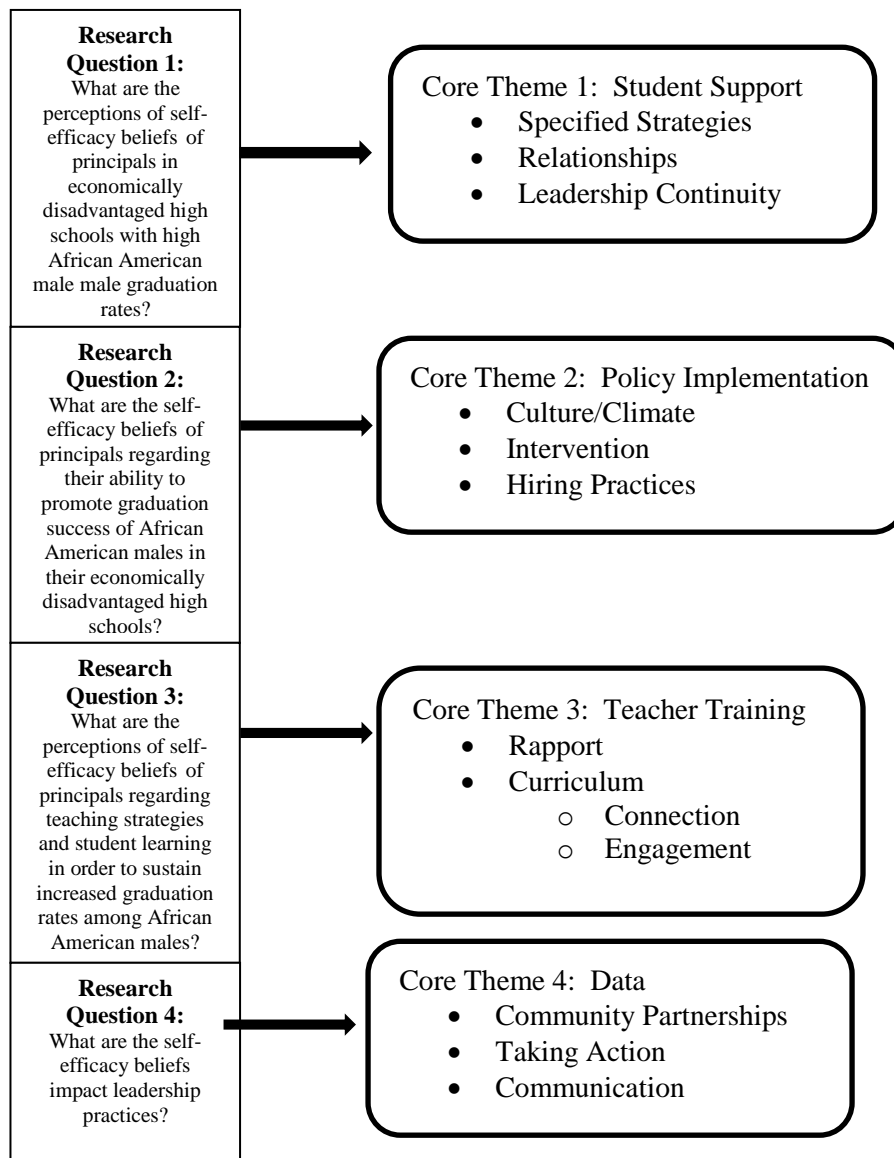 Research
Question 1:
What are the
perceptions of self-
efficacy beliefs of
principals in
economically
disadvantaged high
schools with high
African American
male male graduation
rates?
Core Theme 1: Student Support
• Specified Strategies
• Relationships
• Leadership Continuity
Research
Question 2:
What are the self-
efficacy beliefs of
principals regarding
their ability to
promote graduation
success of African
American males in
their economically
disadvantaged high
schools?
Core Theme 2: Policy Implementation
• Culture/Climate
• Intervention
• Hiring Practices
Research
Question 3:
What are the
perceptions of self-
efficacy beliefs of
principals regarding
teaching strategies
and student learning
in order to sustain
increased graduation
rates among African
American males?
Core Theme 3: Teacher Training
• Rapport
• Curriculum
o Connection
o Engagement
Research
Question 4:
What are the self-
efficacy beliefs
impact leadership
practices?
Core Theme 4: Data
• Community Partnerships
• Taking Action
• Communication